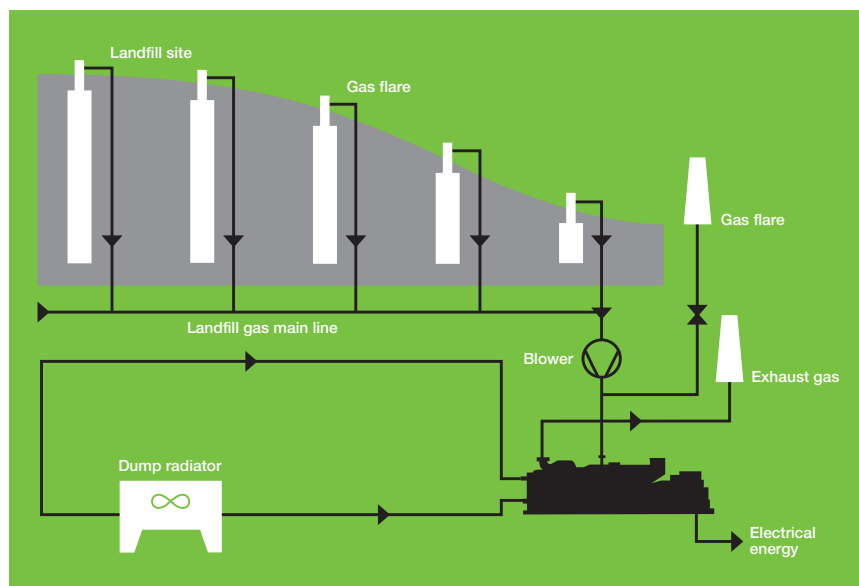 Landfill site
Gas flare
Gas flare
Landfill gas main line
Blower
Exhaust gas
Dump radiator
Electrical
energy